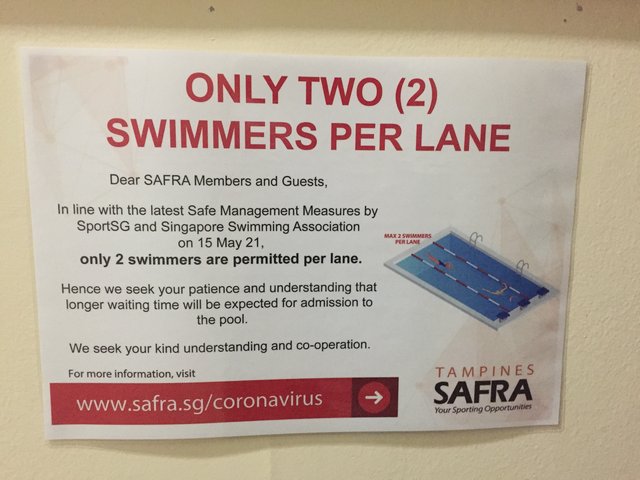 ONLY TWO (2)
SWIMMERS PER LANE
Dear SAFRA Members and Guests,
In line with the latest Safe Management Measures by
SportSG and Singapore Swimming Association
on 15 May 21,
only 2 swimmers are permitted per lane.
Hence we seek your patience and understanding that
longer waiting time will be expected for admission to
the pool.
We seek your kind understanding and co-operation.
For more information, visit
www.safra.sg/coronavirus
MAX 2 SWIMMERS
PER LANE
TAMPINES
SAFRA
Your Sporting Opportunities